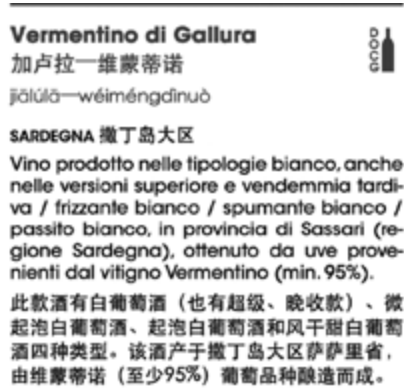 Vermentino di Gallura
DOCG
加卢拉—维蒙蒂诺
jiālúlā—wéiméngdìnuò
SARDEGNA 撒丁岛大区
Vino prodotto nelle tipologie bianco, anche
nelle versioni superiore e vendemmia tardi-
va / frizzante bianco / spumante bianco /
passito bianco, in provincia di Sassari (re-
gione Sardegna), ottenuto da uve prove-
nienti dal vitigno Vermentino (min. 95%).
此款酒有白葡萄酒（也有超级、晚收款）、微
起泡白葡萄酒、起泡白葡萄酒和风干甜白葡萄
酒四种类型。该酒产于撒丁岛大区萨萨里省，
由维蒙蒂诺（至少95%）葡萄品种酿造而成。